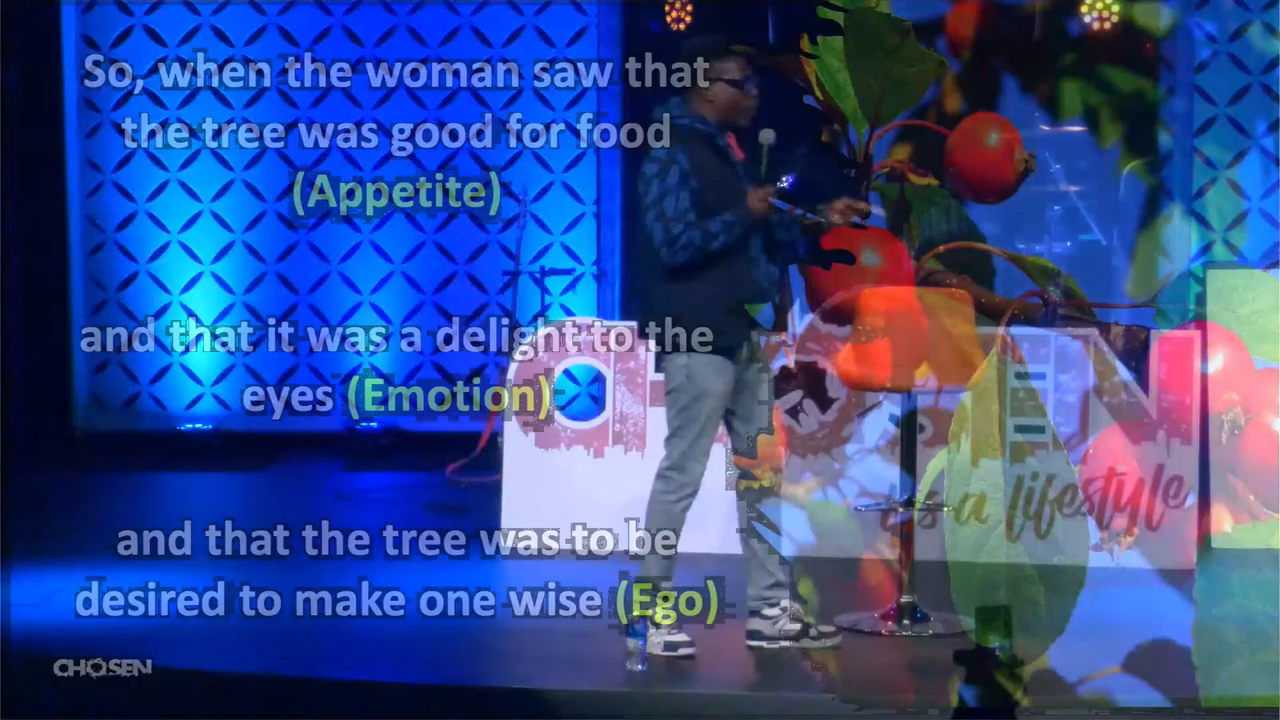 So, when the woman saw that
the tree was good for food
(Appetite)
and that it was a delight to the
eyes (Emotion)
and that the tree was to be
desired to make one wise (Ego)
it's a lifestyle
CHOSEN